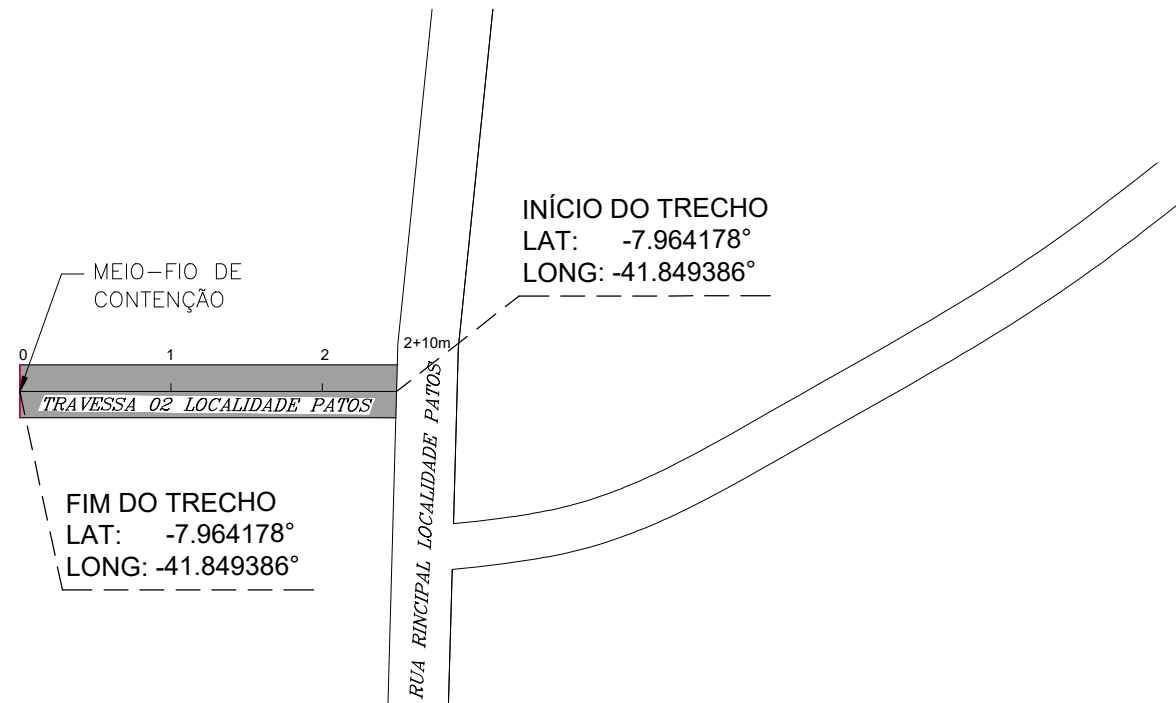 INÍCIO DO TRECHO
LAT: -7.964178°
LONG: -41.849386°
MEIO-FIO DE
CONTENÇÃO
0 1 2 2+10m
TRAVESSA 02 LOCALIDADE PATOS
RUA RINCIPAL LOCALIDADE PATOS
FIM DO TRECHO
LAT: -7.964178°
LONG: -41.849386°